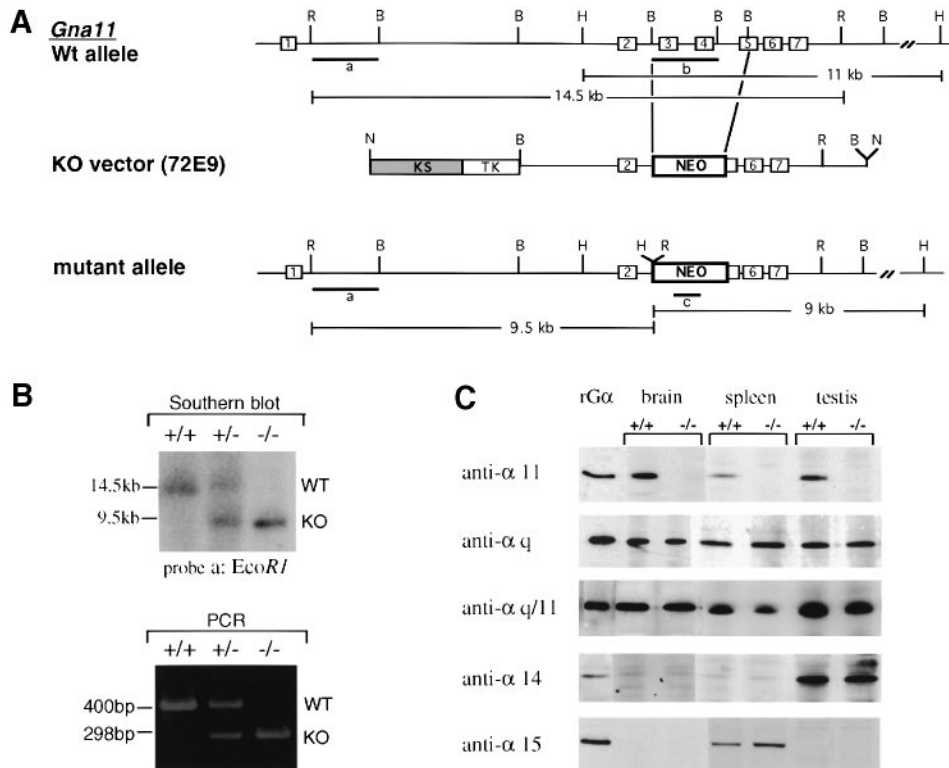 A
Gna11
Wt allele
R B B H B B B R B H
1 2 3 4 5 6 7
a b 11 kb
14.5 kb
KO vector (72E9)
N B R B N
KS TK 2 NEO 6 7
mutant allele
R B B H H R R B H
1 2 NEO 6 7
a c 9 kb
9.5 kb
B
Southern blot
+/+ +/- -/-
14.5kb WT
9.5kb KO
probe a: EcoR1
PCR
+/+ +/- -/-
400bp WT
298bp KO
C
rGα brain spleen testis
+/+ -/- +/+ -/- +/+ -/-
anti-α 11
anti-α q
anti-α q/11
anti-α 14
anti-α 15